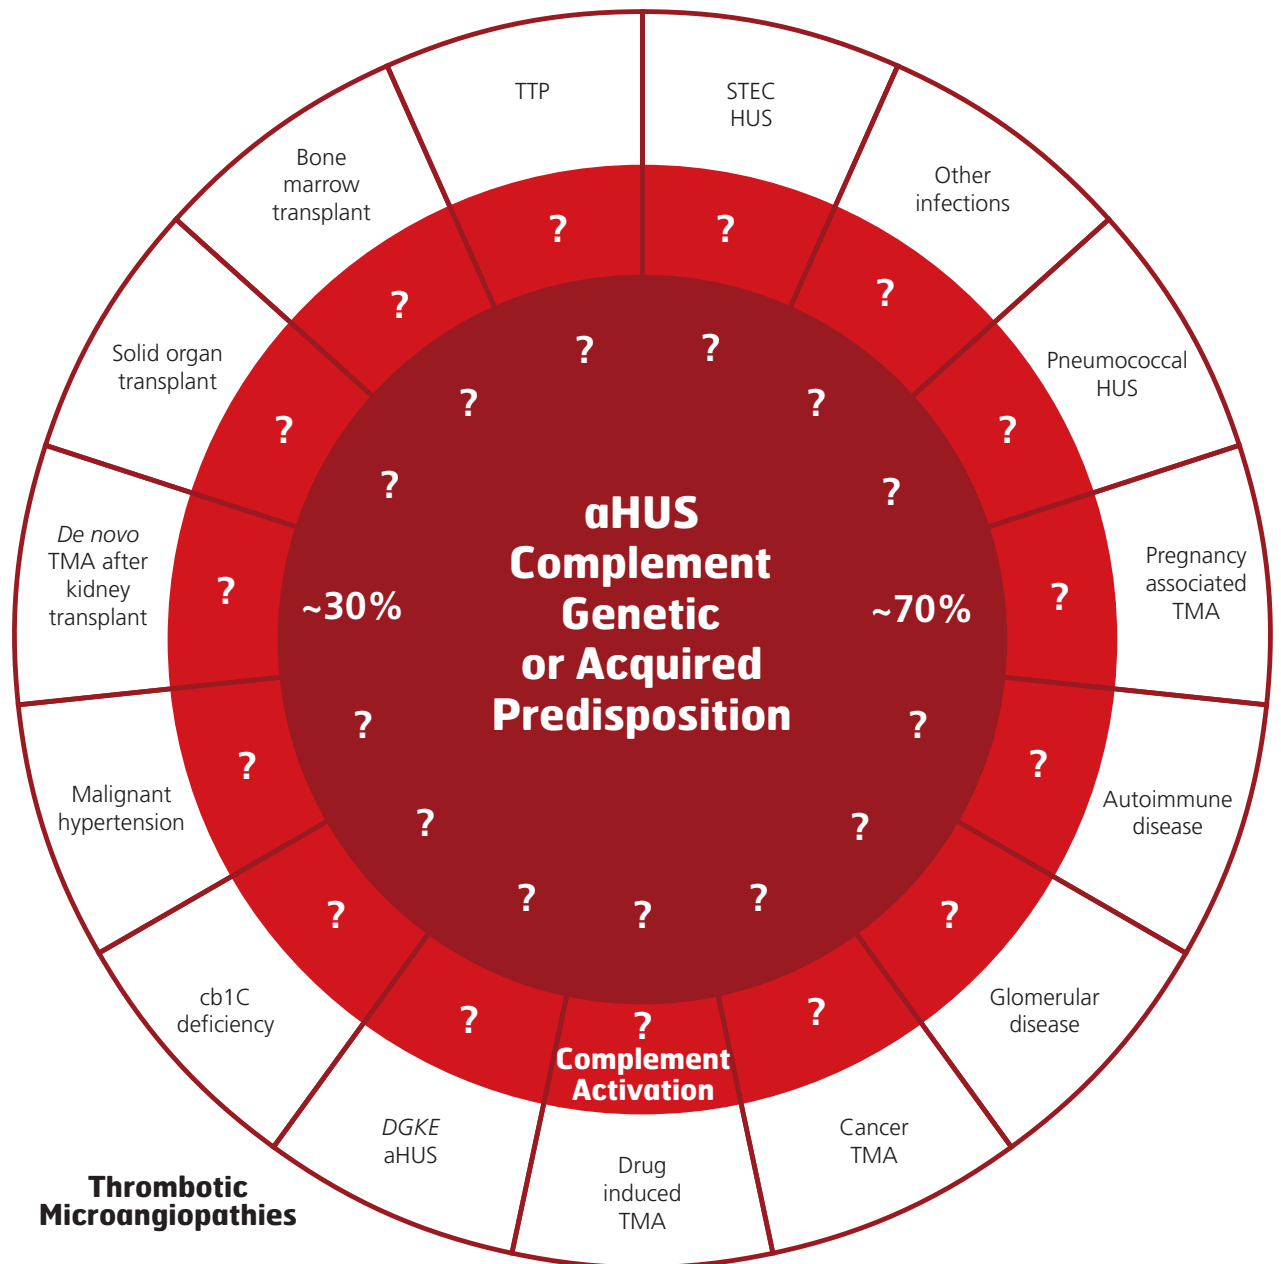 TTP
STEC
HUS
Other
infections
Pneumococcal
HUS
Pregnancy
associated
TMA
Autoimmune
disease
Glomerular
disease
Cancer
TMA
Drug
induced
TMA
DGKE
aHUS
cb1C
deficiency
Malignant
hypertension
De novo
TMA after
kidney
transplant
Solid organ
transplant
Bone
marrow
transplant
?
?
?
?
?
?
?
?
?
Complement
Activation
?
?
?
?
?
?
?
?
?
?
?
~70%
?
?
?
?
?
?
?
~30%
?
?
?
aHUS
Complement
Genetic
or Acquired
Predisposition
Thrombotic
Microangiopathies